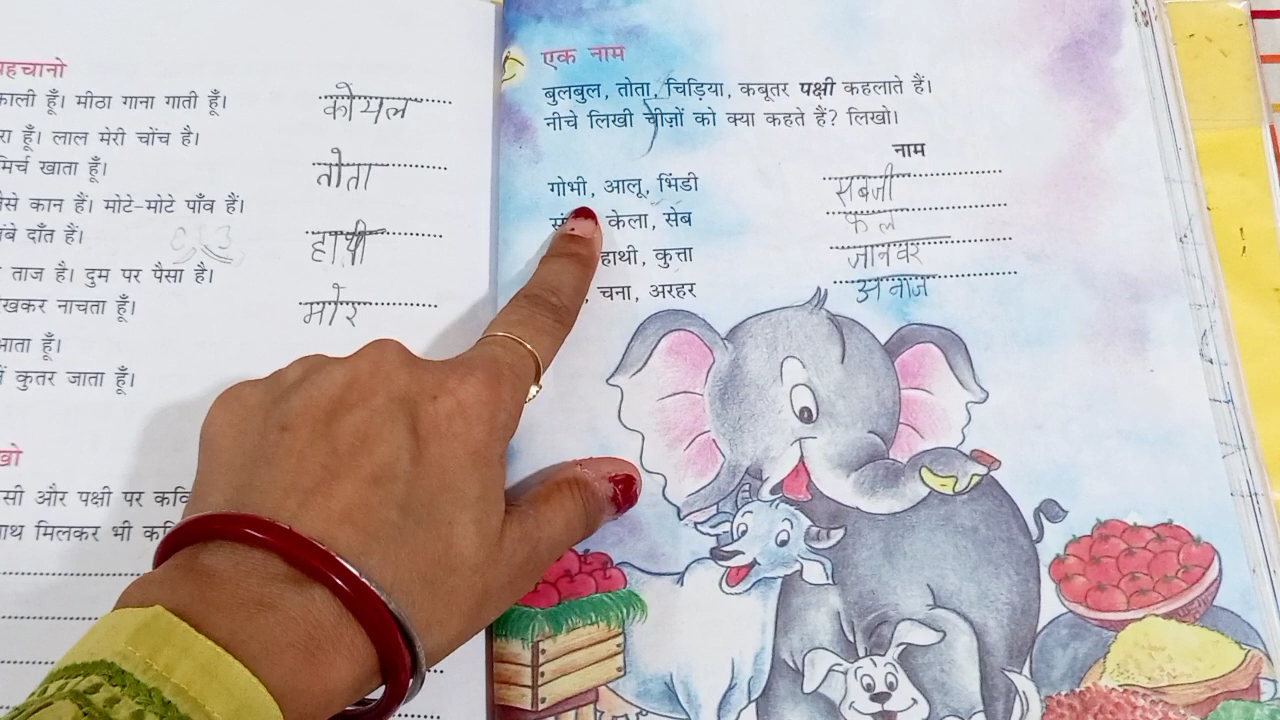 हचानो
काली हूँ। मीठा गाना गाती हूँ। कोयल
रा हूँ। लाल मेरी चोंच है।
मिर्च खाता हूँ। तोता
से कान हैं। मोटे-मोटे पाँव हैं।
बे दाँत हैं। हाथी
ताज है। दुम पर पैसा है।
खकर नाचता हूँ। मोर
आता हूँ।
कुतर जाता हूँ।
खो
सी और पक्षी पर कवि
मिलकर भी कवि
एक नाम
बुलबुल, तोता, चिड़िया, कबूतर पक्षी कहलाते हैं।
नीचे लिखी चीज़ों को क्या कहते हैं? लिखो।
नाम
गोभी, आलू, भिंडी सबजी
केला, सेब फल
हाथी, कुत्ता जानवर
चना, अरहर अनाज